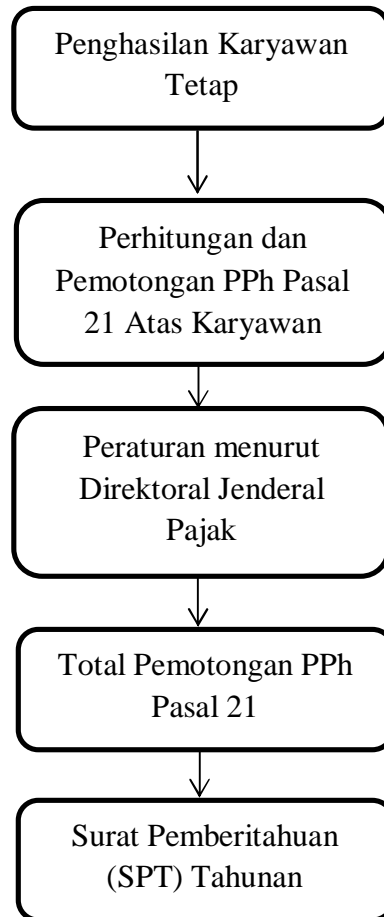 Penghasilan Karyawan
Tetap
Perhitungan dan
Pemotongan PPh Pasal
21 Atas Karyawan
Peraturan menurut
Direktoral Jenderal
Pajak
Total Pemotongan PPh
Pasal 21
Surat Pemberitahuan
(SPT) Tahunan